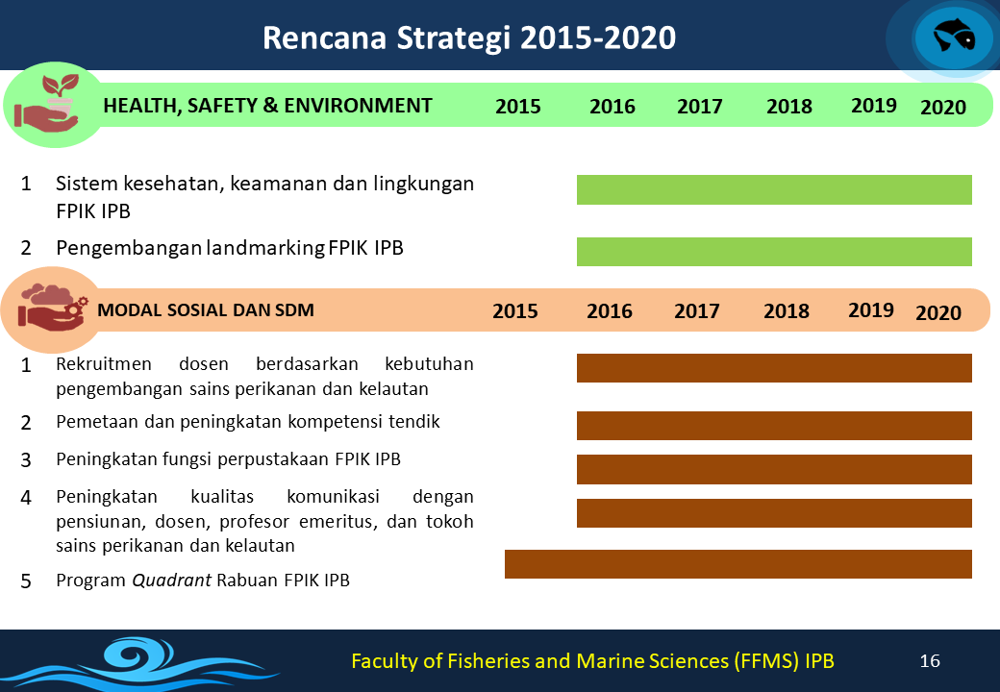 Rencana Strategi 2015-2020
HEALTH, SAFETY & ENVIRONMENT 2015 2016 2017 2018 2019 2020
1 Sistem kesehatan, keamanan dan lingkungan
FPIK IPB
2 Pengembangan landmarking FPIK IPB
MODAL SOSIAL DAN SDM 2015 2016 2017 2018 2019 2020
1 Rekruitmen dosen berdasarkan kebutuhan
pengembangan sains perikanan dan kelautan
2 Pemetaan dan peningkatan kompetensi tendik
3 Peningkatan fungsi perpustakaan FPIK IPB
4 Peningkatan kualitas komunikasi dengan
pensiunan, dosen, profesor emeritus, dan tokoh
sains perikanan dan kelautan
5 Program Quadrant Rabuan FPIK IPB
Faculty of Fisheries and Marine Sciences (FFMS) IPB 16